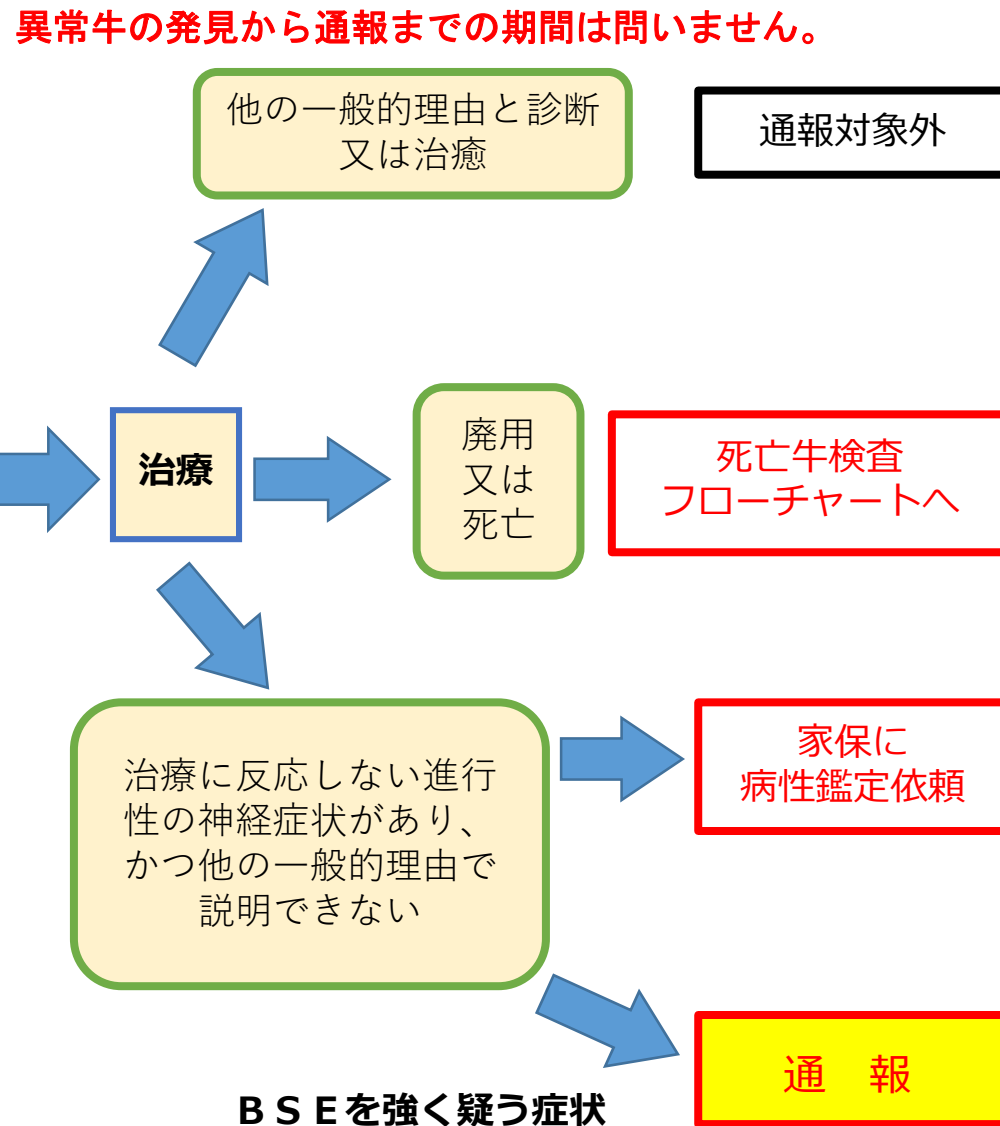 異常牛の発見から通報までの期間は問いません。
他の一般的理由と診断
又は治癒
通報対象外
治療
廃用
又は
死亡
死亡牛検査
フローチャートへ
治療に反応しない進行
性の神経症状があり、
かつ他の一般的理由で
説明できない
家保に
病性鑑定依頼
通　報
ＢＳＥを強く疑う症状